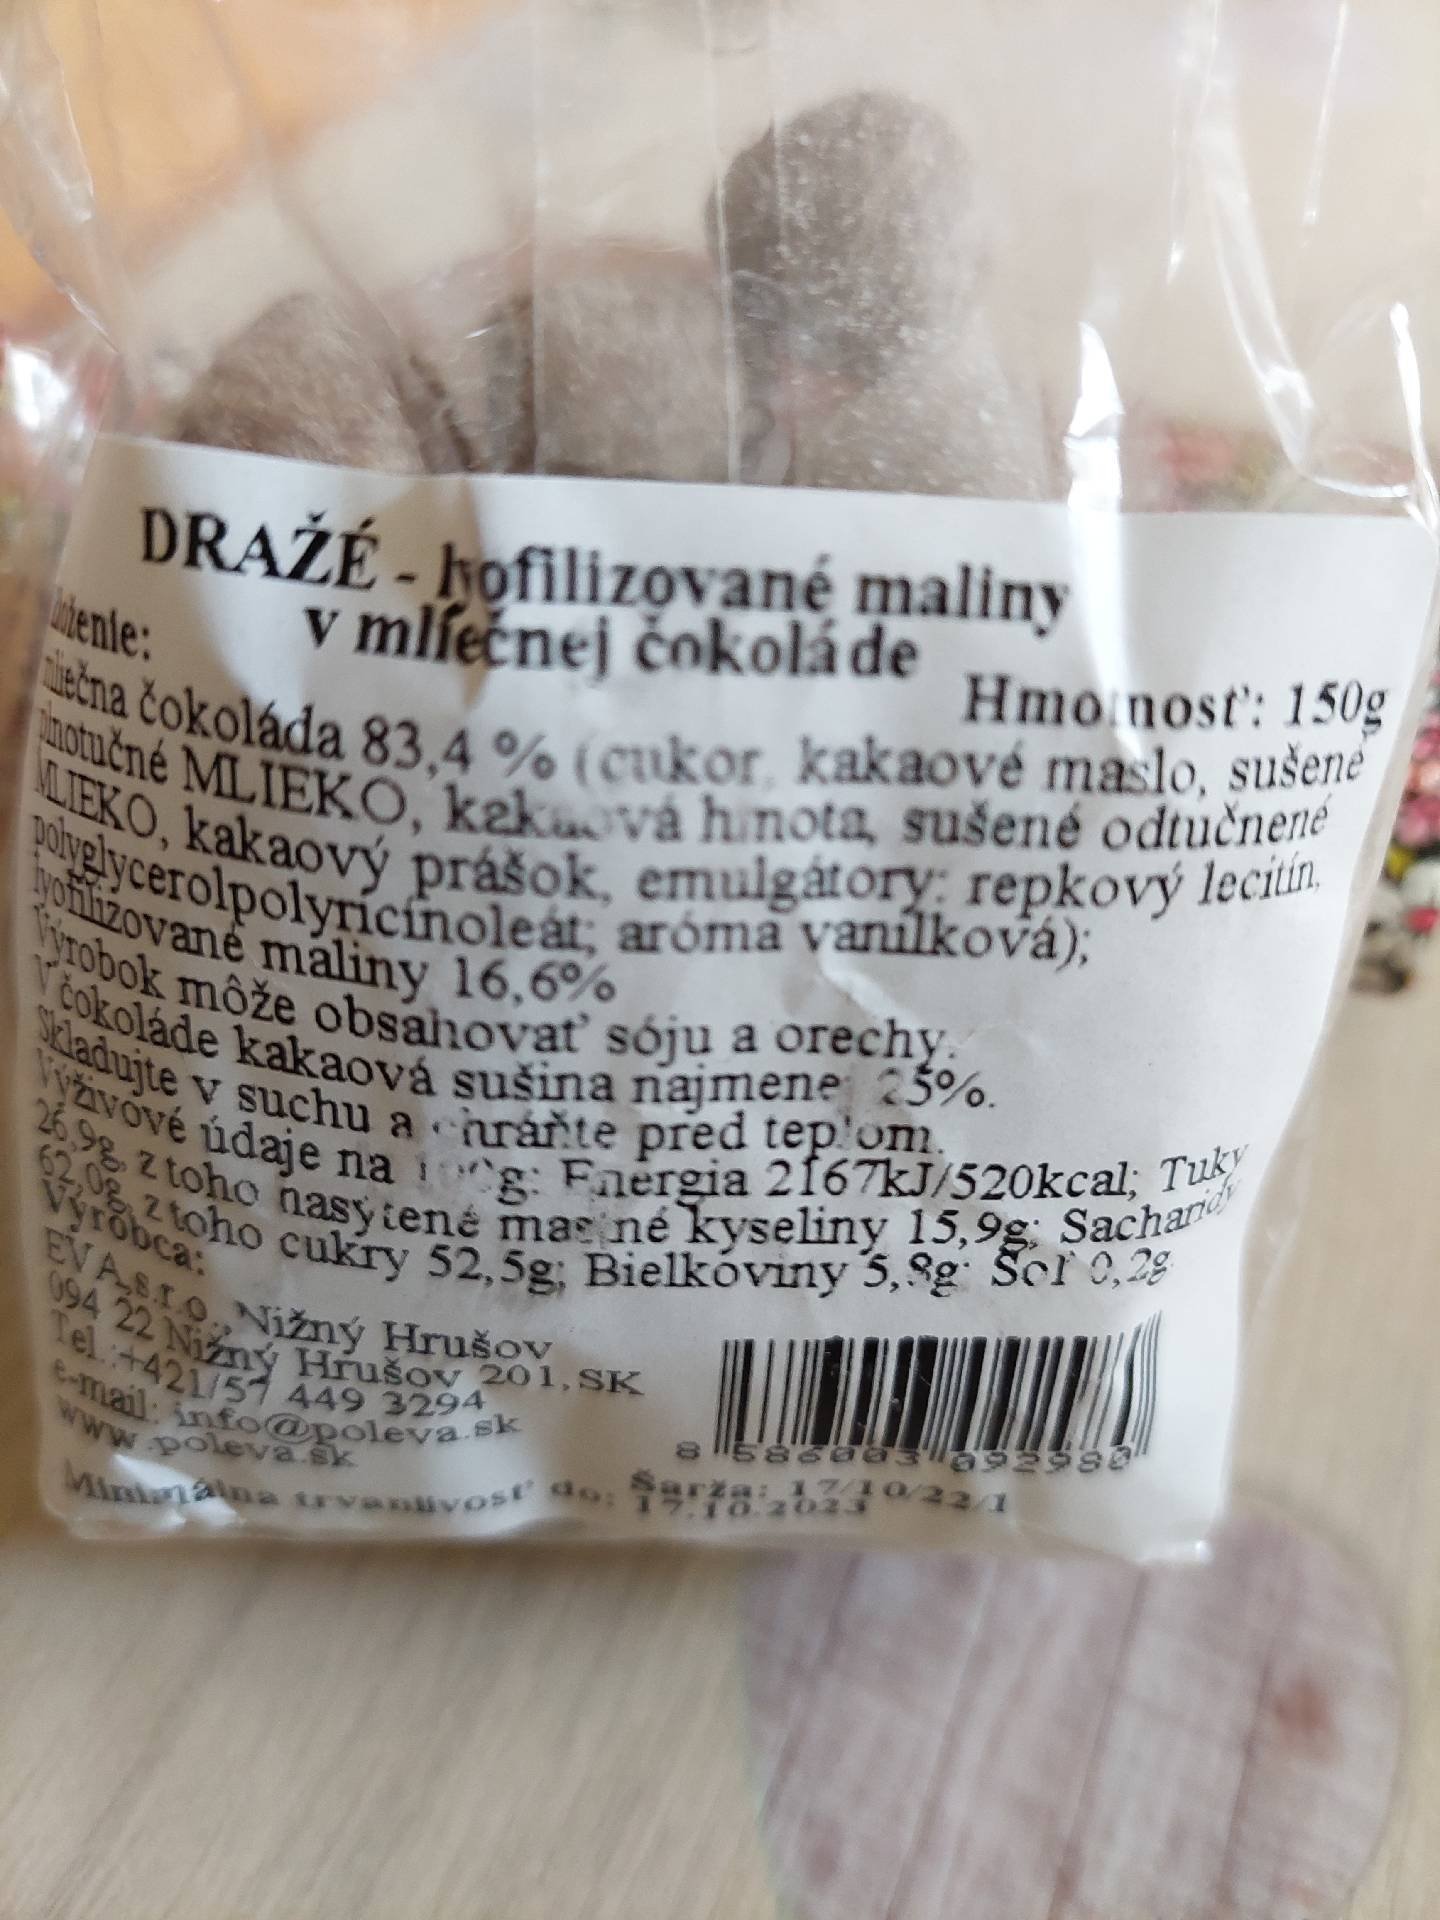 DRAŽÉ - lyofilizované maliny
v mliečnej čokoláde
Hmotnosť: 150g
mliečna čokoláda 83,4 % (cukor, kakaové maslo, sušené
plnotučné MLIEKO, kakaová hmota, sušené odtučnené
MLIEKO, kakaový prášok, emulgátory: repkový lecitín,
polyglycerolpolyricínoleát; aróma vanilková);
lyofilizované maliny 16,6%
Výrobok môže obsahovať sóju a orechy.
V čokoláde kakaová sušina najmenej 25%.
Skladujte v suchu a chráňte pred teplom.
Výživové údaje na 100g: Energia 2167kJ/520kcal; Tuky
26,9g, z toho nasýtené mastné kyseliny 15,9g; Sacharidy
62,0g, z toho cukry 52,5g; Bielkoviny 5,8g; Soľ 0,2g
Výrobca:
EVA,s.r.o., Nižný Hrušov
094 22 Nižný Hrušov 201, SK
Tel.:+421/57 449 3294
e-mail: info@poleva.sk
www.poleva.sk
8 586003 092980
Šarža: 17/10/22/1
Minimálna trvanlivosť do: 17.10.2023